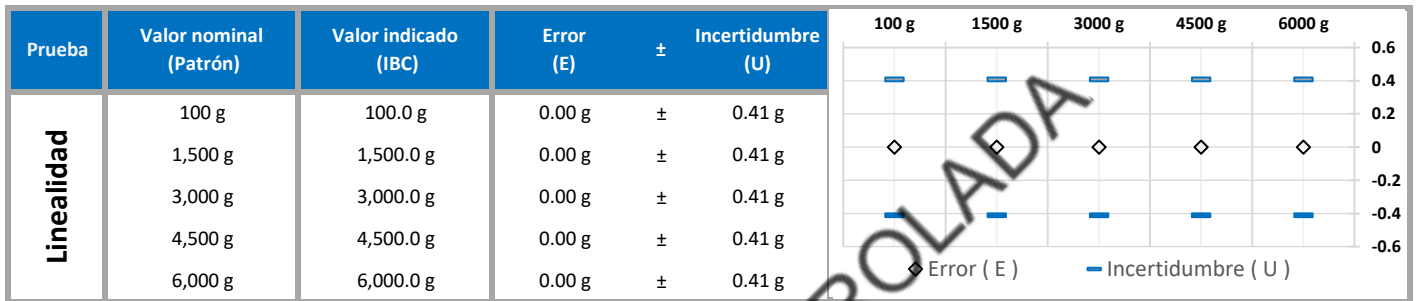 Prueba Valor nominal (Patrón) Valor indicado (IBC) Error (E) ± Incertidumbre (U)
Linealidad
100 g 100.0 g 0.00 g ± 0.41 g
1,500 g 1,500.0 g 0.00 g ± 0.41 g
3,000 g 3,000.0 g 0.00 g ± 0.41 g
4,500 g 4,500.0 g 0.00 g ± 0.41 g
6,000 g 6,000.0 g 0.00 g ± 0.41 g
100 g 1500 g 3000 g 4500 g 6000 g
0.6
0.4
0.2
0
-0.2
-0.4
-0.6
Error ( E ) Incertidumbre ( U )
OLADA